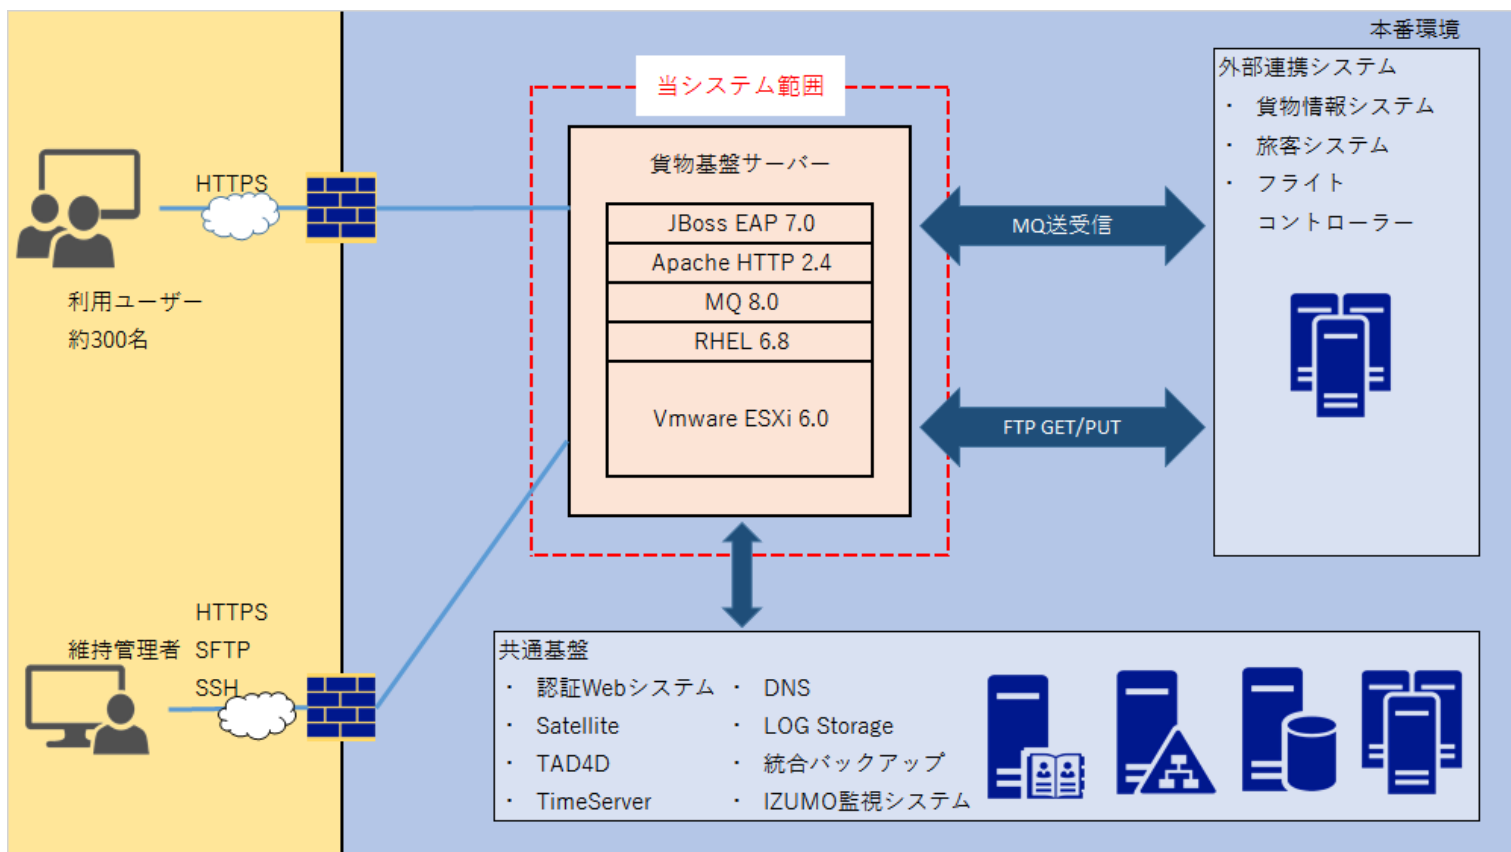 本番環境
当システム範囲
外部連携システム
・ 貨物情報システム
・ 旅客システム
・ フライト
コントローラー
貨物基盤サーバー
JBoss EAP 7.0
Apache HTTP 2.4
MQ 8.0
RHEL 6.8
Vmware ESXi 6.0
HTTPS
利用ユーザー
約300名
MQ送受信
FTP GET/PUT
HTTPS
維持管理者 SFTP
SSH
共通基盤
・ 認証Webシステム ・ DNS
・ Satellite ・ LOG Storage
・ TAD4D ・ 統合バックアップ
・ TimeServer ・ IZUMO監視システム